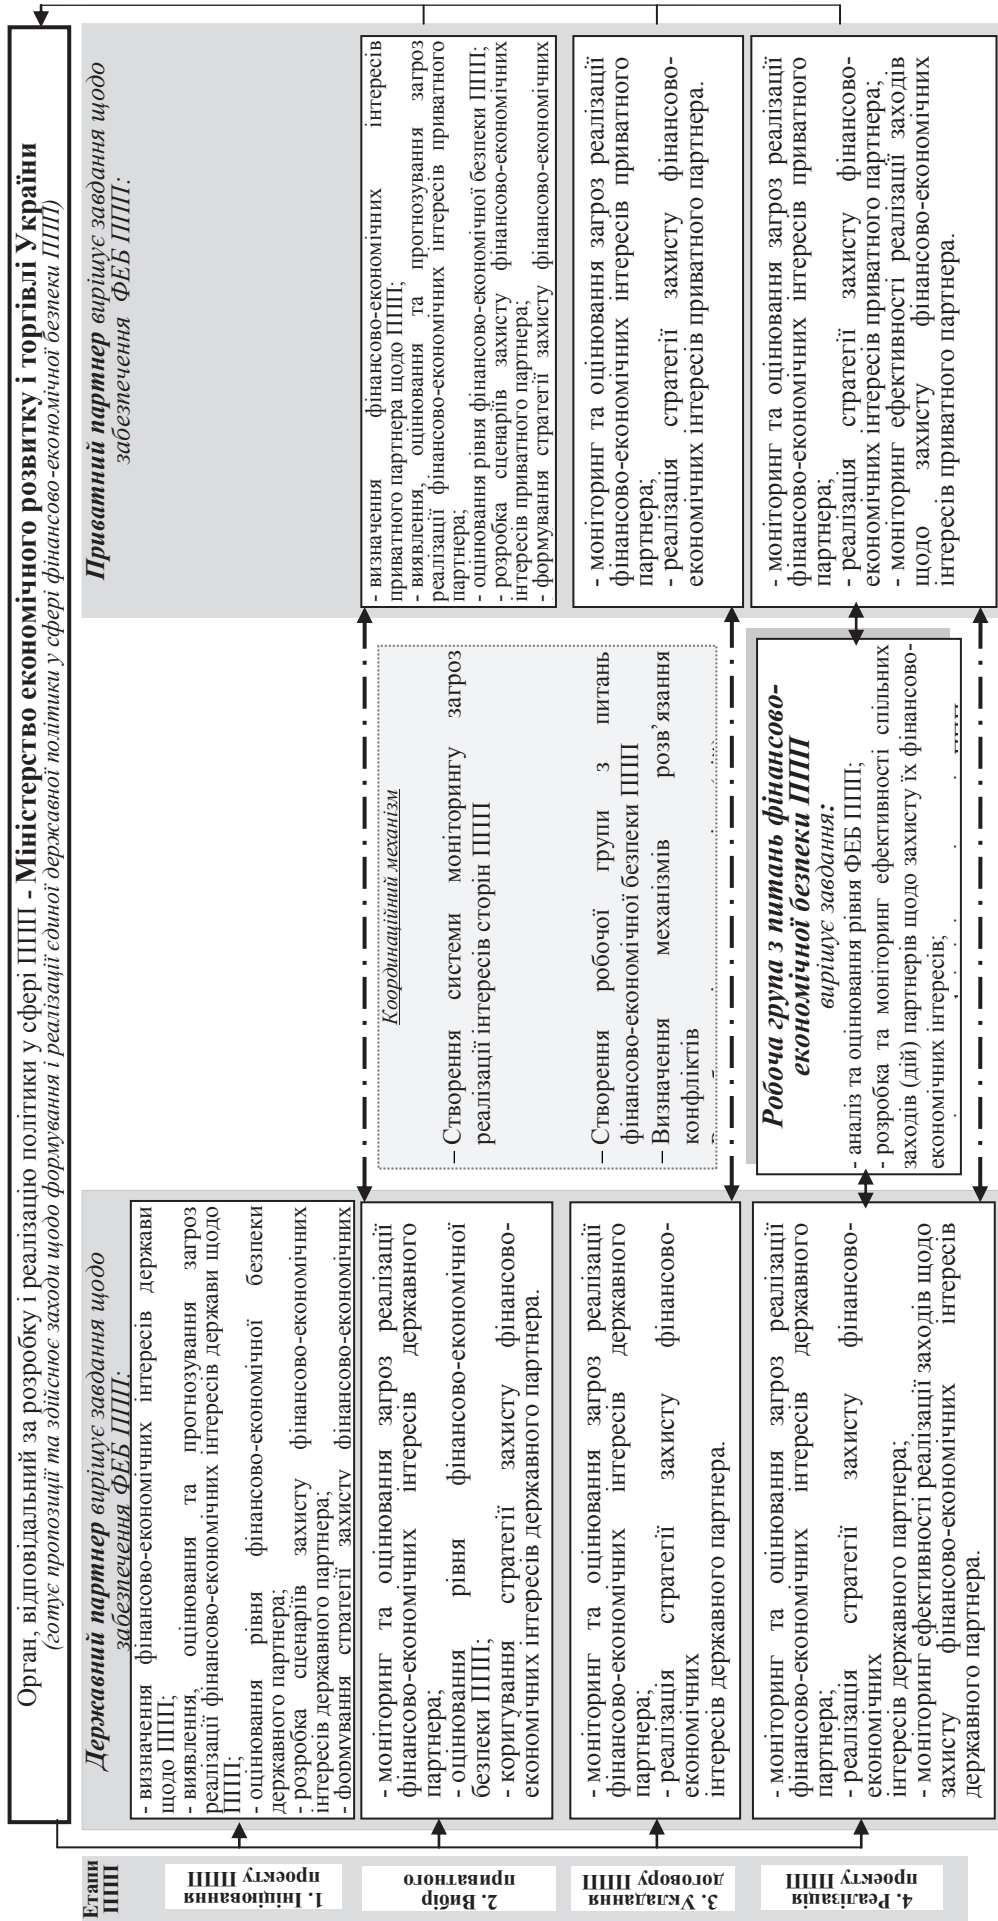 Орган, відповідальний за розробку і реалізацію політики у сфері ППП - Міністерство економічного розвитку і торгівлі України
(готує пропозиції та здійснює заходи щодо формування і реалізації єдиної державної політики у сфері фінансово-економічної безпеки ППП)
Етапи
ППП
1. Ініціювання
проекту ППП
2. Вибір
приватного
3. Укладання
договору ППП
4. Реалізація
проекту ППП
Державний партнер вирішує завдання щодо
забезпечення ФЕБ ППП:
- визначення фінансово-економічних інтересів держави
щодо ППП;
- виявлення, оцінювання та прогнозування загроз
реалізації фінансово-економічних інтересів держави щодо
ППП;
- оцінювання рівня фінансово-економічної безпеки
державного партнера;
- розробка сценаріїв захисту фінансово-економічних
інтересів державного партнера;
- формування стратегії захисту фінансово-економічних
- моніторинг та оцінювання загроз реалізації
фінансово-економічних інтересів державного
партнера;
- оцінювання рівня фінансово-економічної
безпеки ППП;
- коригування стратегії захисту фінансово-
економічних інтересів державного партнера.
- моніторинг та оцінювання загроз реалізації
фінансово-економічних інтересів державного
партнера;
- реалізація стратегії захисту фінансово-
економічних
інтересів державного партнера.
- моніторинг та оцінювання загроз реалізації
фінансово-економічних інтересів державного
партнера;
- реалізація стратегії захисту фінансово-
економічних
інтересів державного партнера;
- моніторинг ефективності реалізації заходів щодо
захисту фінансово-економічних інтересів
державного партнера.
Координаційний механізм
– Створення системи моніторингу загроз
реалізації інтересів сторін ППП
– Створення робочої групи з питань
фінансово-економічної безпеки ППП
– Визначення механізмів розв’язання
конфліктів
Робоча група з питань фінансово-
економічної безпеки ППП
вирішує завдання:
- аналіз та оцінювання рівня ФЕБ ППП;
- розробка та моніторинг ефективності спільних
заходів (дій) партнерів щодо захисту їх фінансово-
економічних інтересів;
Приватний партнер вирішує завдання щодо
забезпечення ФЕБ ППП:
- визначення фінансово-економічних інтересів
приватного партнера щодо ППП;
- виявлення, оцінювання та прогнозування загроз
реалізації фінансово-економічних інтересів приватного
партнера;
- оцінювання рівня фінансово-економічної безпеки ППП;
- розробка сценаріїв захисту фінансово-економічних
інтересів приватного партнера;
- формування стратегії захисту фінансово-економічних
- моніторинг та оцінювання загроз реалізації
фінансово-економічних інтересів приватного
партнера;
- реалізація стратегії захисту фінансово-
економічних інтересів приватного партнера.
- моніторинг та оцінювання загроз реалізації
фінансово-економічних інтересів приватного
партнера;
- реалізація стратегії захисту фінансово-
економічних інтересів приватного партнера;
- моніторинг ефективності реалізації заходів
щодо захисту фінансово-економічних
інтересів приватного партнера.